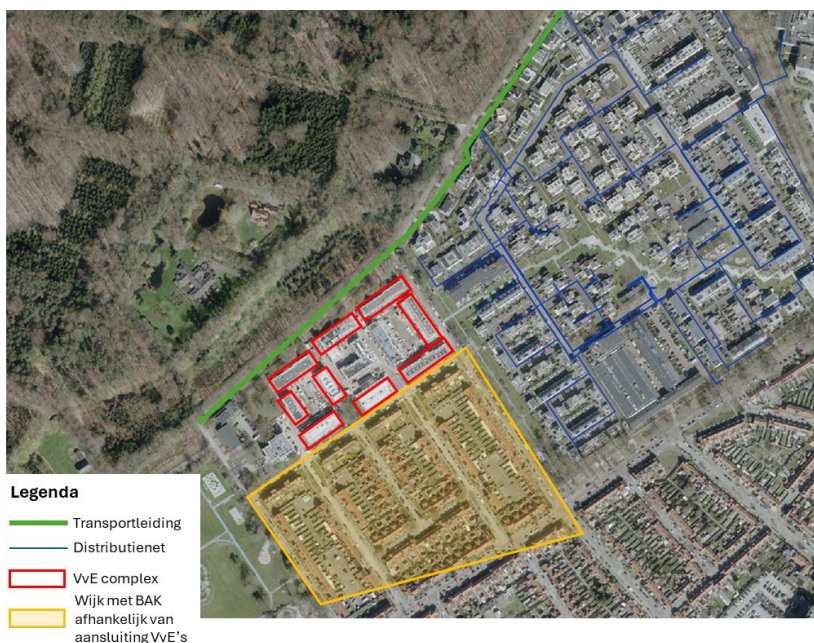 Legenda
Transportleiding
Distributienet
VvE complex
Wijk met BAK
afhankelijk van
aansluiting VvE's